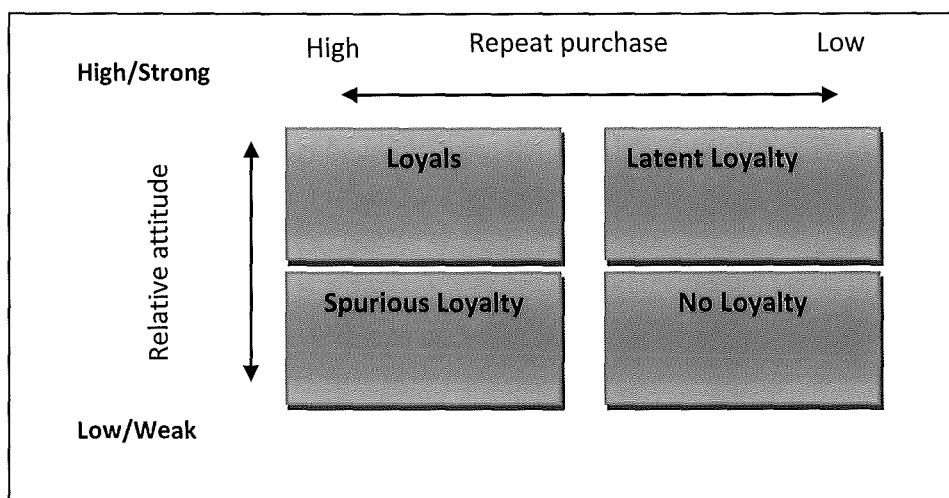 High Repeat purchase Low
High/Strong
Loyals Latent Loyalty
Relative attitude
Spurious Loyalty No Loyalty
Low/Weak